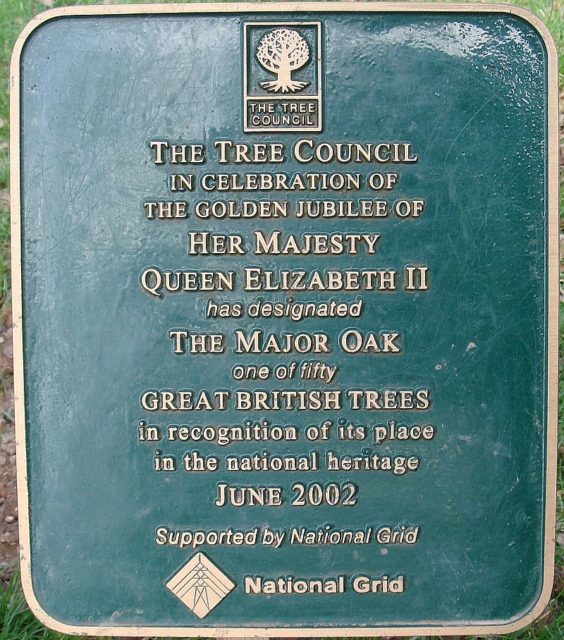 THE TREE
COUNCIL
THE TREE COUNCIL
IN CELEBRATION OF
THE GOLDEN JUBILEE OF
HER MAJESTY
QUEEN ELIZABETH II
has designated
THE MAJOR OAK
one of fifty
GREAT BRITISH TREES
in recognition of its place
in the national heritage
JUNE 2002
Supported by National Grid
National Grid